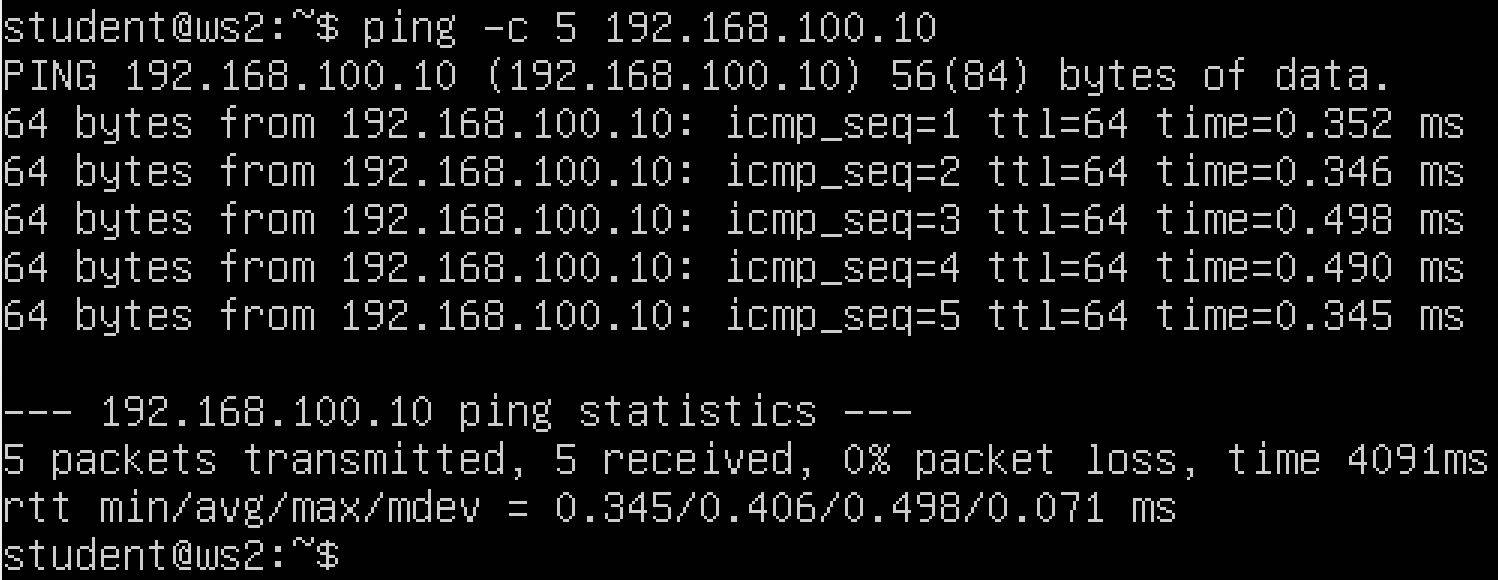 student@ws2:~$ ping -c 5 192.168.100.10
PING 192.168.100.10 (192.168.100.10) 56(84) bytes of data.
64 bytes from 192.168.100.10: icmp_seq=1 ttl=64 time=0.352 ms
64 bytes from 192.168.100.10: icmp_seq=2 ttl=64 time=0.346 ms
64 bytes from 192.168.100.10: icmp_seq=3 ttl=64 time=0.498 ms
64 bytes from 192.168.100.10: icmp_seq=4 ttl=64 time=0.490 ms
64 bytes from 192.168.100.10: icmp_seq=5 ttl=64 time=0.345 ms
--- 192.168.100.10 ping statistics ---
5 packets transmitted, 5 received, 0% packet loss, time 4091ms
rtt min/avg/max/mdev = 0.345/0.406/0.498/0.071 ms
student@ws2:~$